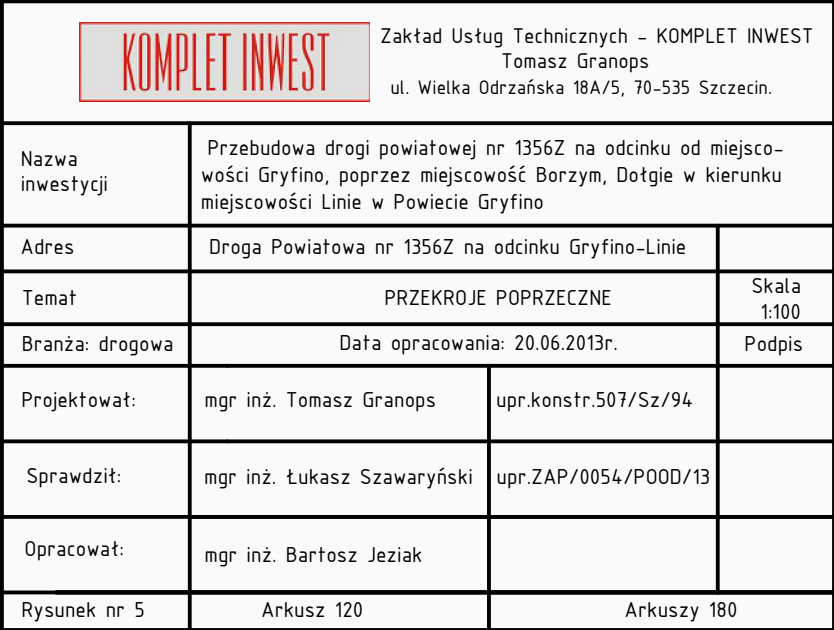 KOMPLET INWEST
Zakład Usług Technicznych - KOMPLET INWEST
Tomasz Granops
ul. Wielka Odrzańska 18A/5, 70-535 Szczecin.
Nazwa
inwestycji
Przebudowa drogi powiatowej nr 1356Z na odcinku od miejsco-
wości Gryfino, poprzez miejscowość Borzym, Dołgie w kierunku
miejscowości Linie w Powiecie Gryfino
Adres
Droga Powiatowa nr 1356Z na odcinku Gryfino-Linie
Temat
PRZEKROJE POPRZECZNE
Skala
1:100
Branża: drogowa
Data opracowania: 20.06.2013r.
Podpis
Projektował:
mgr inż. Tomasz Granops
upr.konstr.507/Sz/94
Sprawdził:
mgr inż. Łukasz Szawaryński
upr.ZAP/0054/POOD/13
Opracował:
mgr inż. Bartosz Jeziak
Rysunek nr 5
Arkusz 120
Arkuszy 180